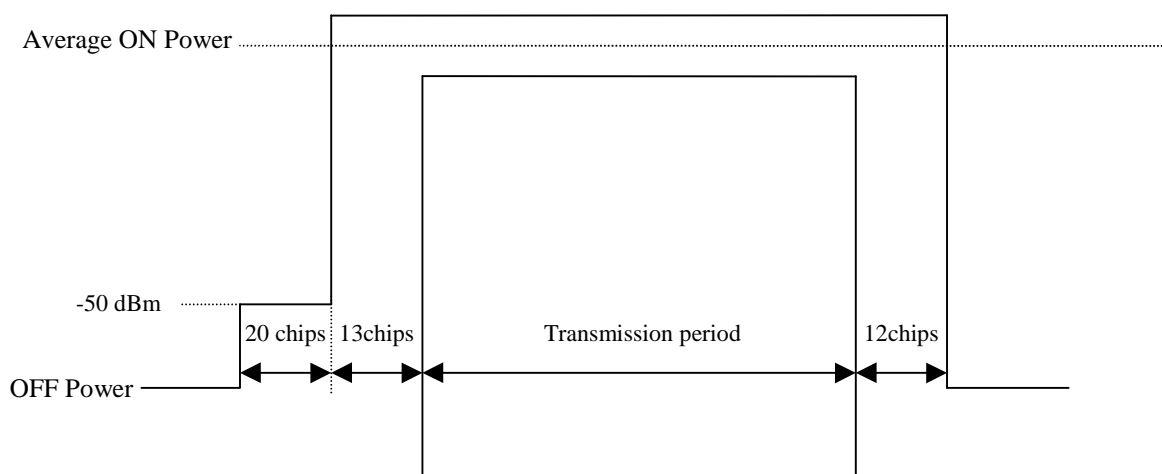 Average ON Power
-50 dBm
20 chips
13chips
Transmission period
12chips
OFF Power